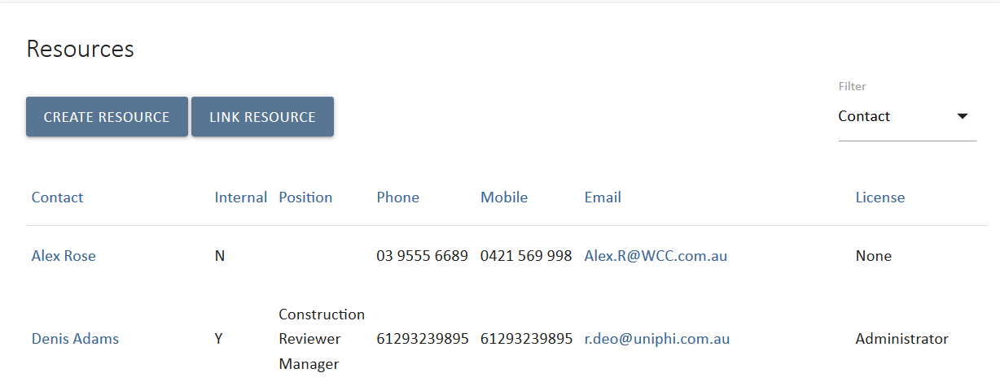 Resources
Filter
CREATE RESOURCE LINK RESOURCE Contact
Contact Internal Position Phone Mobile Email License
Alex Rose N 03 9555 6689 0421 569 998 Alex.R@WCC.com.au None
Construction
Denis Adams Y Reviewer 61293239895 61293239895 r.deo@uniphi.com.au Administrator
Manager